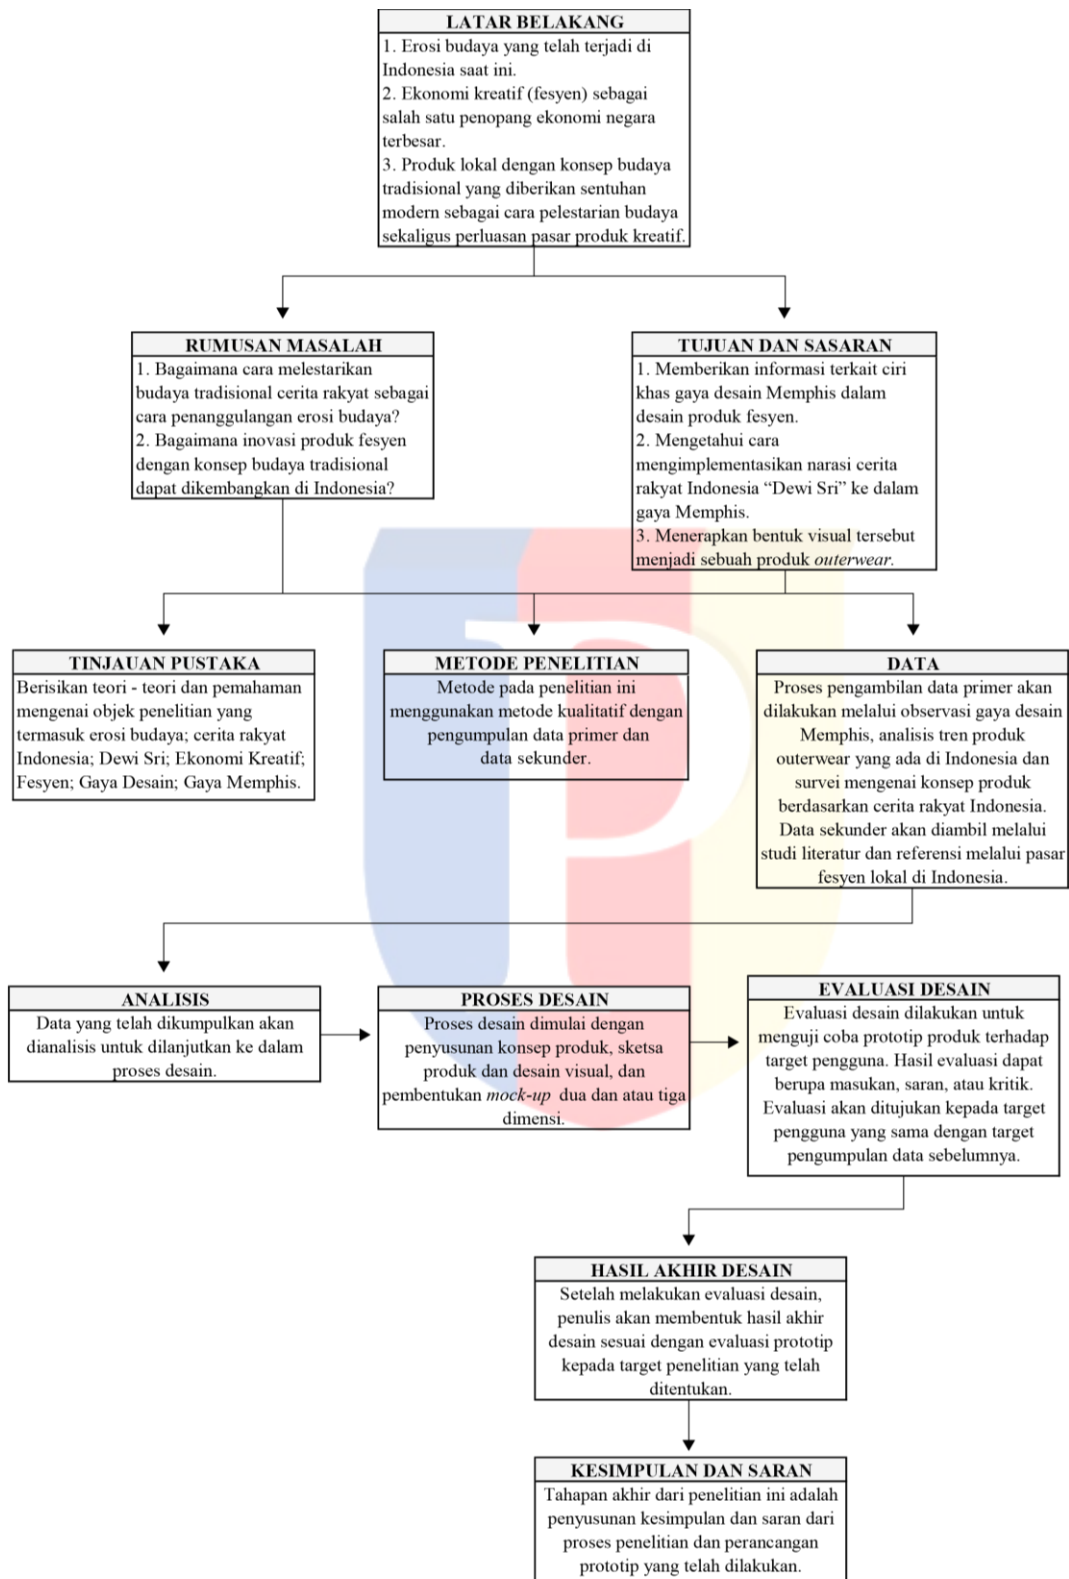 LATAR BELAKANG
1. Erosi budaya yang telah terjadi di
Indonesia saat ini.
2. Ekonomi kreatif (fesyen) sebagai
salah satu penopang ekonomi negara
terbesar.
3. Produk lokal dengan konsep budaya
tradisional yang diberikan sentuhan
modern sebagai cara pelestarian budaya
sekaligus perluasan pasar produk kreatif.
RUMUSAN MASALAH
1. Bagaimana cara melestarikan
budaya tradisional cerita rakyat sebagai
cara penanggulangan erosi budaya?
2. Bagaimana inovasi produk fesyen
dengan konsep budaya tradisional
dapat dikembangkan di Indonesia?
TUJUAN DAN SASARAN
1. Memberikan informasi terkait ciri
khas gaya desain Memphis dalam
desain produk fesyen.
2. Mengetahui cara
mengimplementasikan narasi cerita
rakyat Indonesia “Dewi Sri” ke dalam
gaya Memphis.
3. Menerapkan bentuk visual tersebut
menjadi sebuah produk outerwear.
TINJAUAN PUSTAKA
Berisikan teori - teori dan pemahaman
mengenai objek penelitian yang
termasuk erosi budaya; cerita rakyat
Indonesia; Dewi Sri; Ekonomi Kreatif;
Fesyen; Gaya Desain; Gaya Memphis.
METODE PENELITIAN
Metode pada penelitian ini
menggunakan metode kualitatif dengan
pengumpulan data primer dan
data sekunder.
DATA
Proses pengambilan data primer akan
dilakukan melalui observasi gaya desain
Memphis, analisis tren produk
outerwear yang ada di Indonesia dan
survei mengenai konsep produk
berdasarkan cerita rakyat Indonesia.
Data sekunder akan diambil melalui
studi literatur dan referensi melalui pasar
fesyen lokal di Indonesia.
ANALISIS
Data yang telah dikumpulkan akan
dianalisis untuk dilanjutkan ke dalam
proses desain.
PROSES DESAIN
Proses desain dimulai dengan
penyusunan konsep produk, sketsa
produk dan desain visual, dan
pembentukan mock-up dua dan atau tiga
dimensi.
EVALUASI DESAIN
Evaluasi desain dilakukan untuk
menguji coba prototip produk terhadap
target pengguna. Hasil evaluasi dapat
berupa masukan, saran, atau kritik.
Evaluasi akan ditujukan kepada target
pengguna yang sama dengan target
pengumpulan data sebelumnya.
HASIL AKHIR DESAIN
Setelah melakukan evaluasi desain,
penulis akan membentuk hasil akhir
desain sesuai dengan evaluasi prototip
kepada target penelitian yang telah
ditentukan.
KESIMPULAN DAN SARAN
Tahapan akhir dari penelitian ini adalah
penyusunan kesimpulan dan saran dari
proses penelitian dan perancangan
prototip yang telah dilakukan.